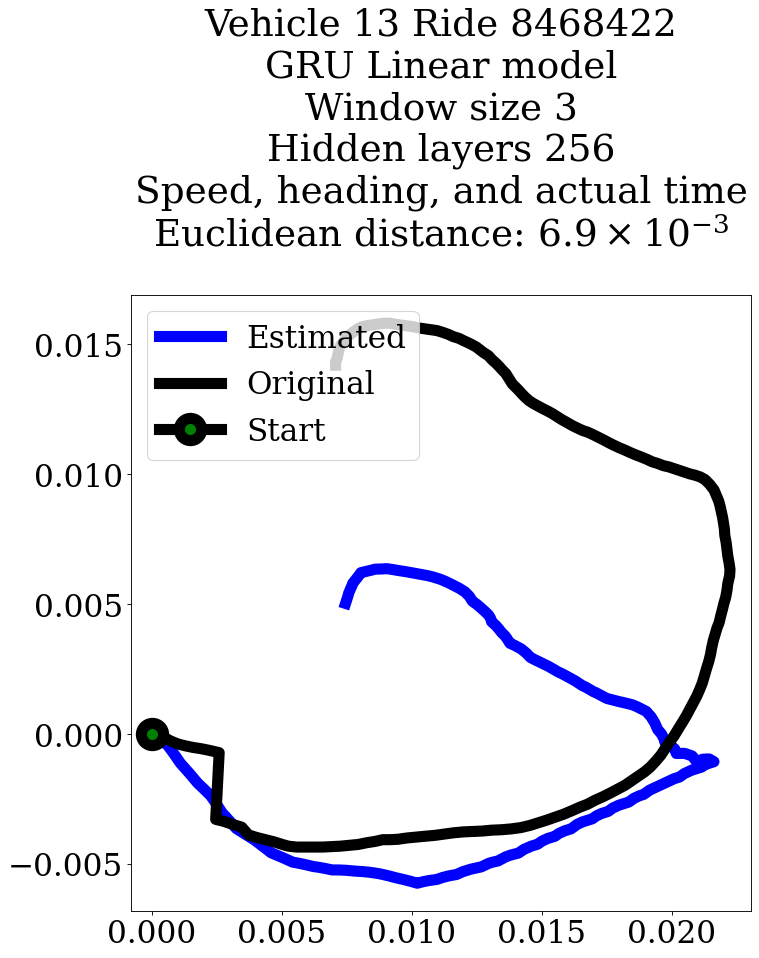 Vehicle 13 Ride 8468422
GRU Linear model
Window size 3
Hidden layers 256
Speed, heading, and actual time
Euclidean distance: 6.9 × 10⁻³
Estimated
Original
Start
0.015
0.010
0.005
0.000
−0.005
0.000 0.005 0.010 0.015 0.020